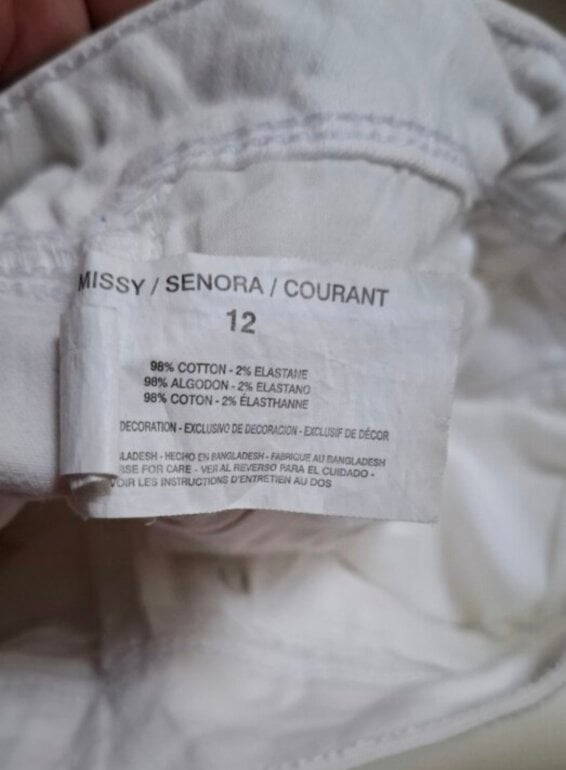 MISSY / SENORA / COURANT
12
98% COTTON - 2% ELASTANE
98% ALGODON - 2% ELASTANO
98% COTON - 2% ÉLASTHANNE
DECORATION - EXCLUSIVO DE DECORACION - EXCLUSIF DE DÉCOR
LADESH - HECHO EN BANGLADESH - FABRIQUE AU BANGLADESH
FOR CARE - VER AL REVERSO PARA EL CUIDADO -
VOIR LES INSTRUCTIONS D'ENTRETIEN AU DOS